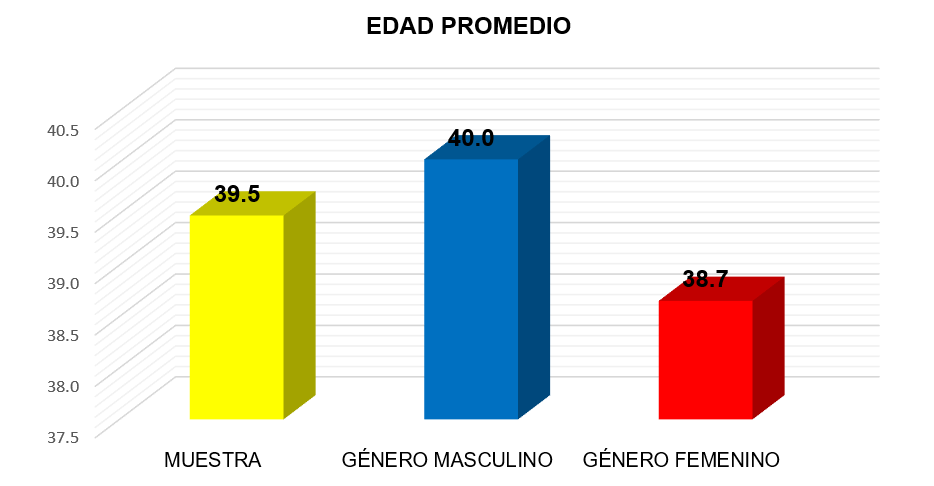 EDAD PROMEDIO
40.5
40.0
39.5
39.0
38.5
38.0
37.5
39.5
40.0
38.7
MUESTRA
GÉNERO MASCULINO
GÉNERO FEMENINO